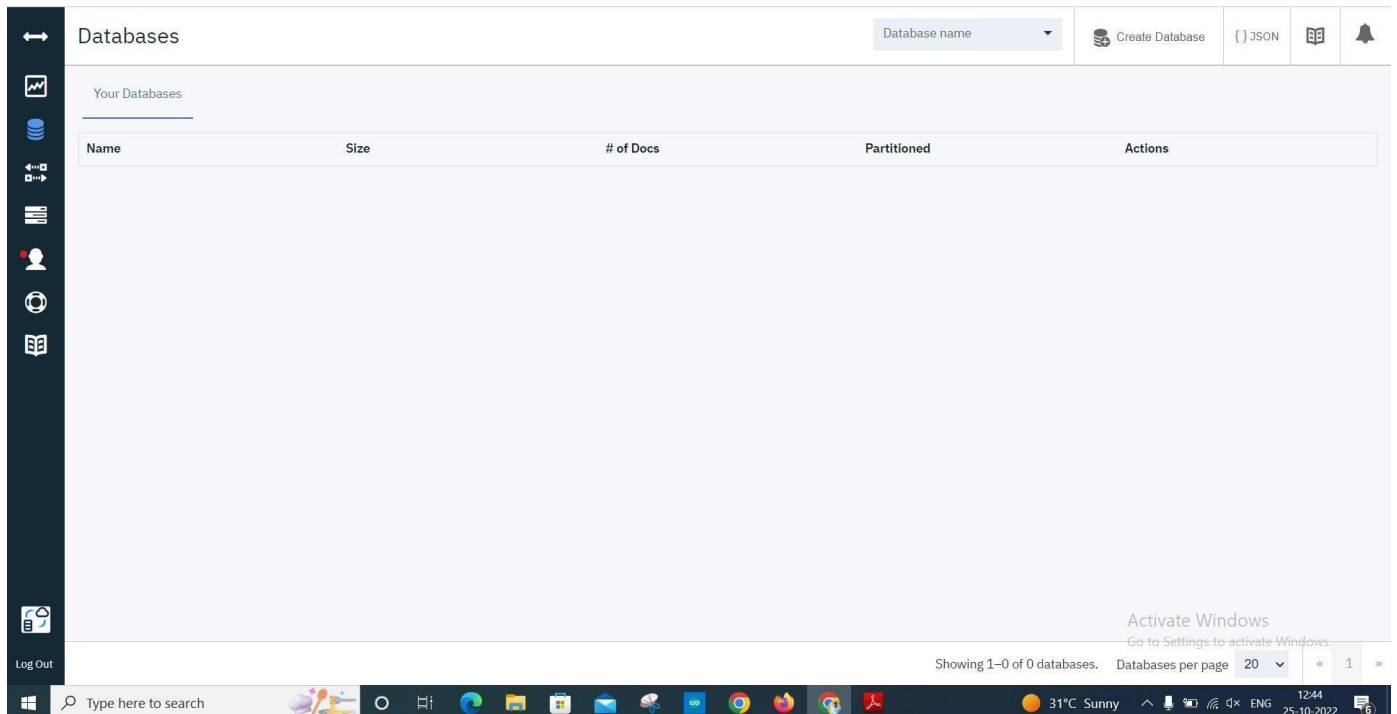 Databases
Database name
Create Database
{ } JSON
Your Databases
Name Size # of Docs Partitioned Actions
Activate Windows
Go to Settings to activate Windows.
Log Out
Showing 1–0 of 0 databases. Databases per page 20 « 1 »
Type here to search
31°C Sunny
ENG
12:44
25-10-2022
6